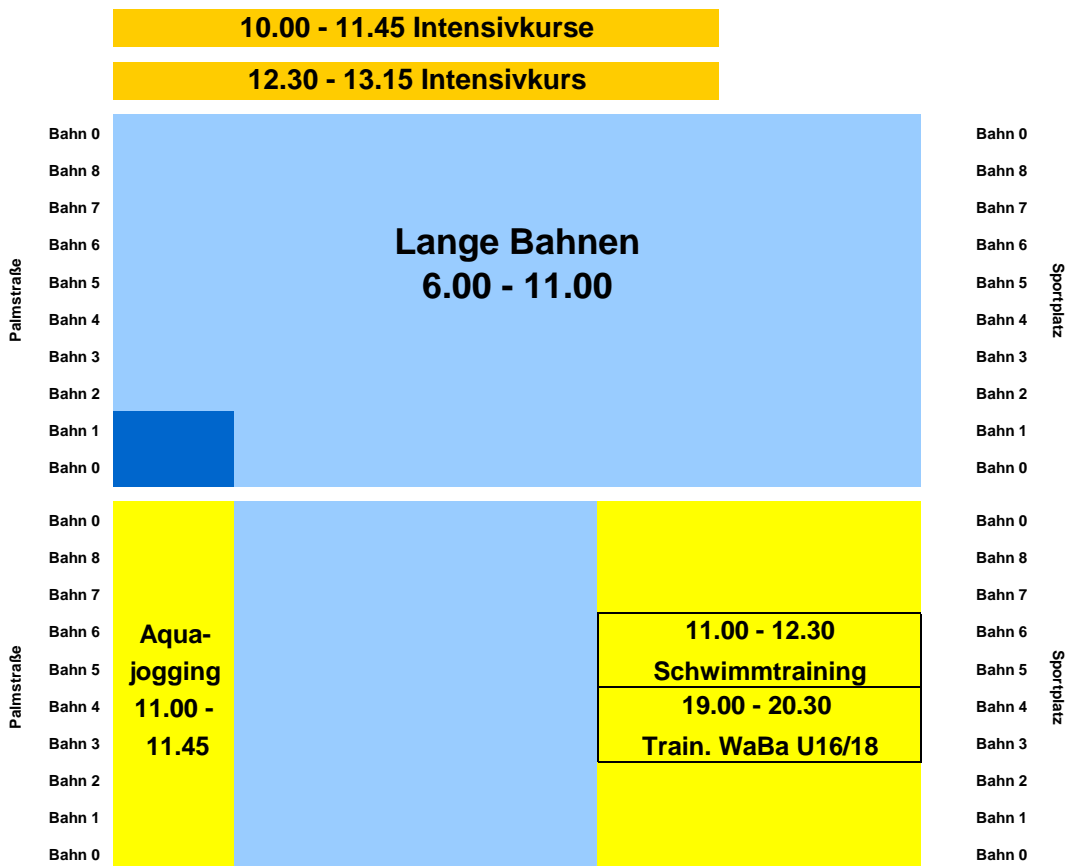 10.00 - 11.45 Intensivkurse
12.30 - 13.15 Intensivkurs
Palmstraße
Bahn 0
Bahn 8
Bahn 7
Bahn 6
Bahn 5
Bahn 4
Bahn 3
Bahn 2
Bahn 1
Bahn 0
Lange Bahnen
6.00 - 11.00
Bahn 0
Bahn 8
Bahn 7
Bahn 6
Bahn 5
Bahn 4
Bahn 3
Bahn 2
Bahn 1
Bahn 0
Sportplatz
Palmstraße
Bahn 0
Bahn 8
Bahn 7
Bahn 6
Bahn 5
Bahn 4
Bahn 3
Bahn 2
Bahn 1
Bahn 0
Aqua-
jogging
11.00 -
11.45
11.00 - 12.30
Schwimmtraining
19.00 - 20.30
Train. WaBa U16/18
Bahn 0
Bahn 8
Bahn 7
Bahn 6
Bahn 5
Bahn 4
Bahn 3
Bahn 2
Bahn 1
Bahn 0
Sportplatz